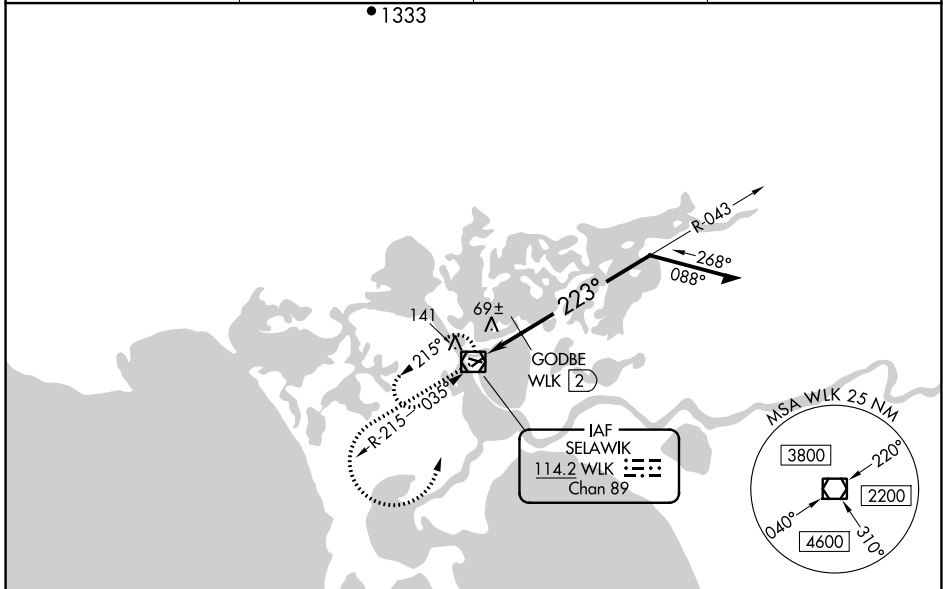 1333
R-043
268°
088°
223°
69±
141
215°
GODBE
WLK 2
R-215
035°
IAF
SELAWIK
114.2 WLK
Chan 89
MSA WLK 25 NM
3800
220°
2200
040°
4600
310°